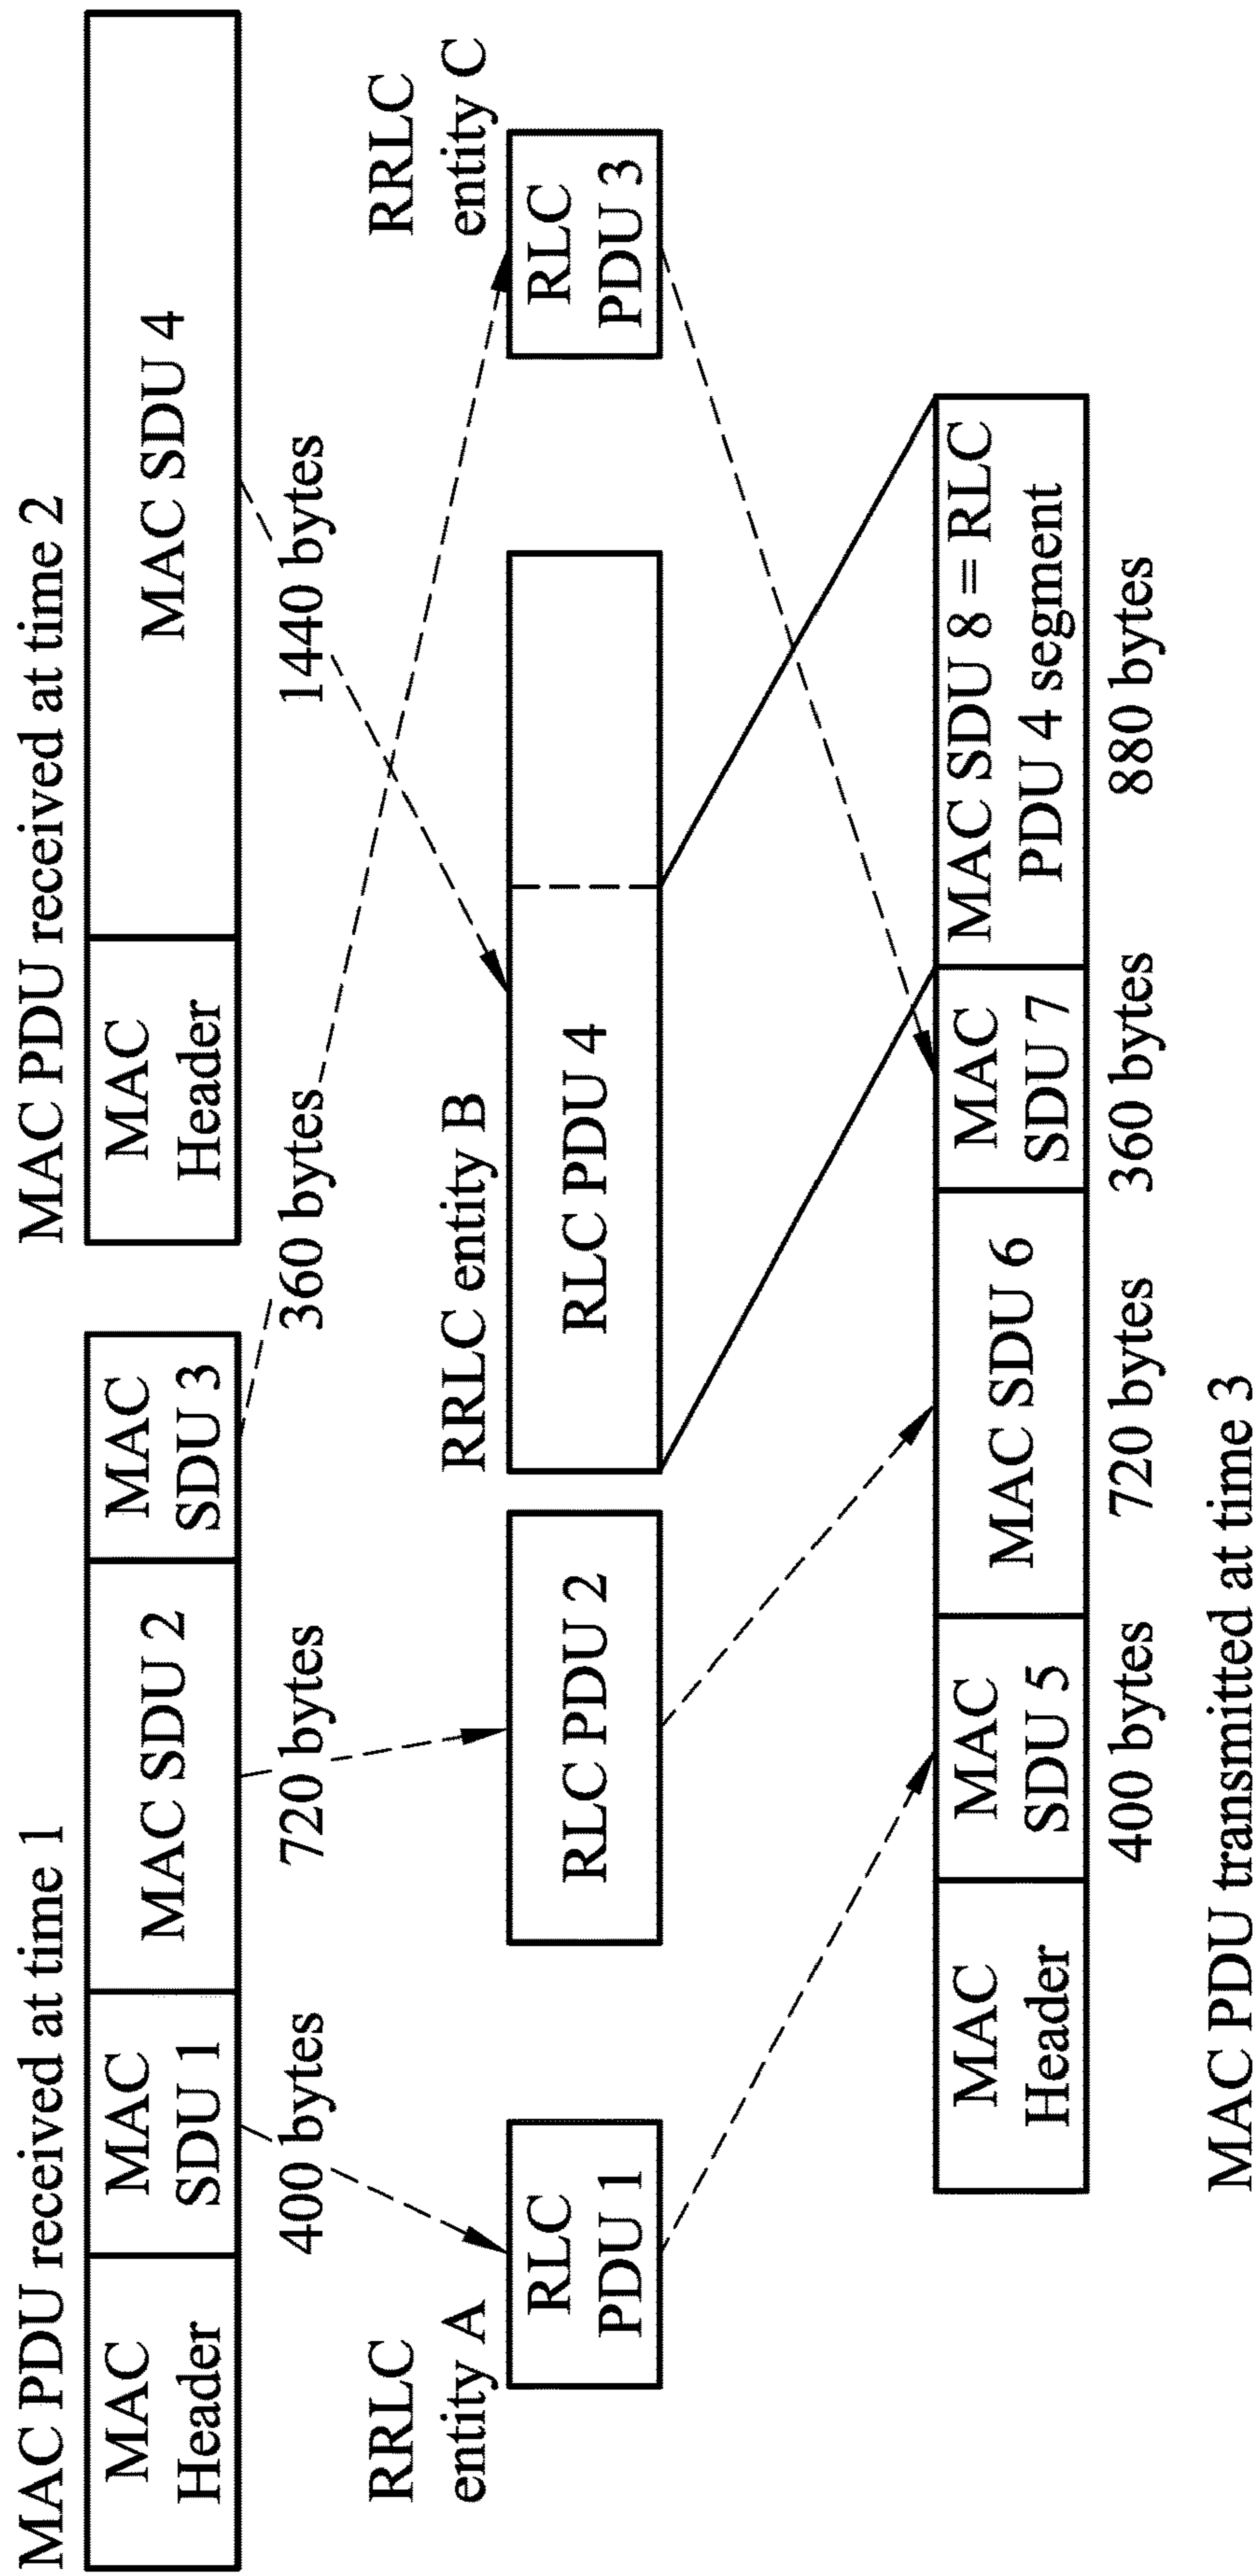 MAC PDU received at time 1
MAC
Header
MAC
SDU 1
MAC SDU 2
MAC
SDU 3
MAC PDU received at time 2
MAC
Header
MAC SDU 4
400 bytes
720 bytes
360 bytes
1440 bytes
RRLC
entity A
RLC
PDU 1
RLC PDU 2
RRLC entity B
RLC PDU 4
RRLC
entity C
RLC
PDU 3
MAC
Header
MAC
SDU 5
MAC SDU 6
MAC
SDU 7
MAC SDU 8 = RLC
PDU 4 segment
400 bytes
720 bytes
360 bytes
880 bytes
MAC PDU transmitted at time 3